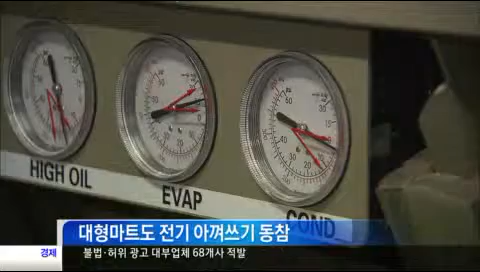 HIGH OIL
EVAP
COND
대형마트도 전기 아껴쓰기 동참
경제
불법·허위 광고 대부업체 68개사 적발